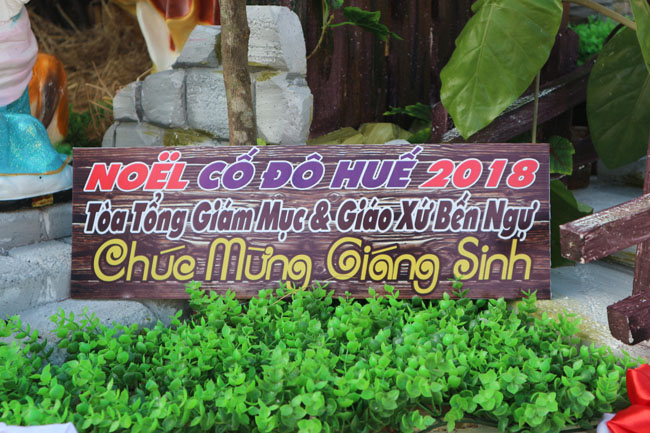 NOËL CỐ ĐÔ HUẾ 2018
Tòa Tổng Giám Mục & Giáo Xứ Bến Ngự
Chúc Mừng Giáng Sinh